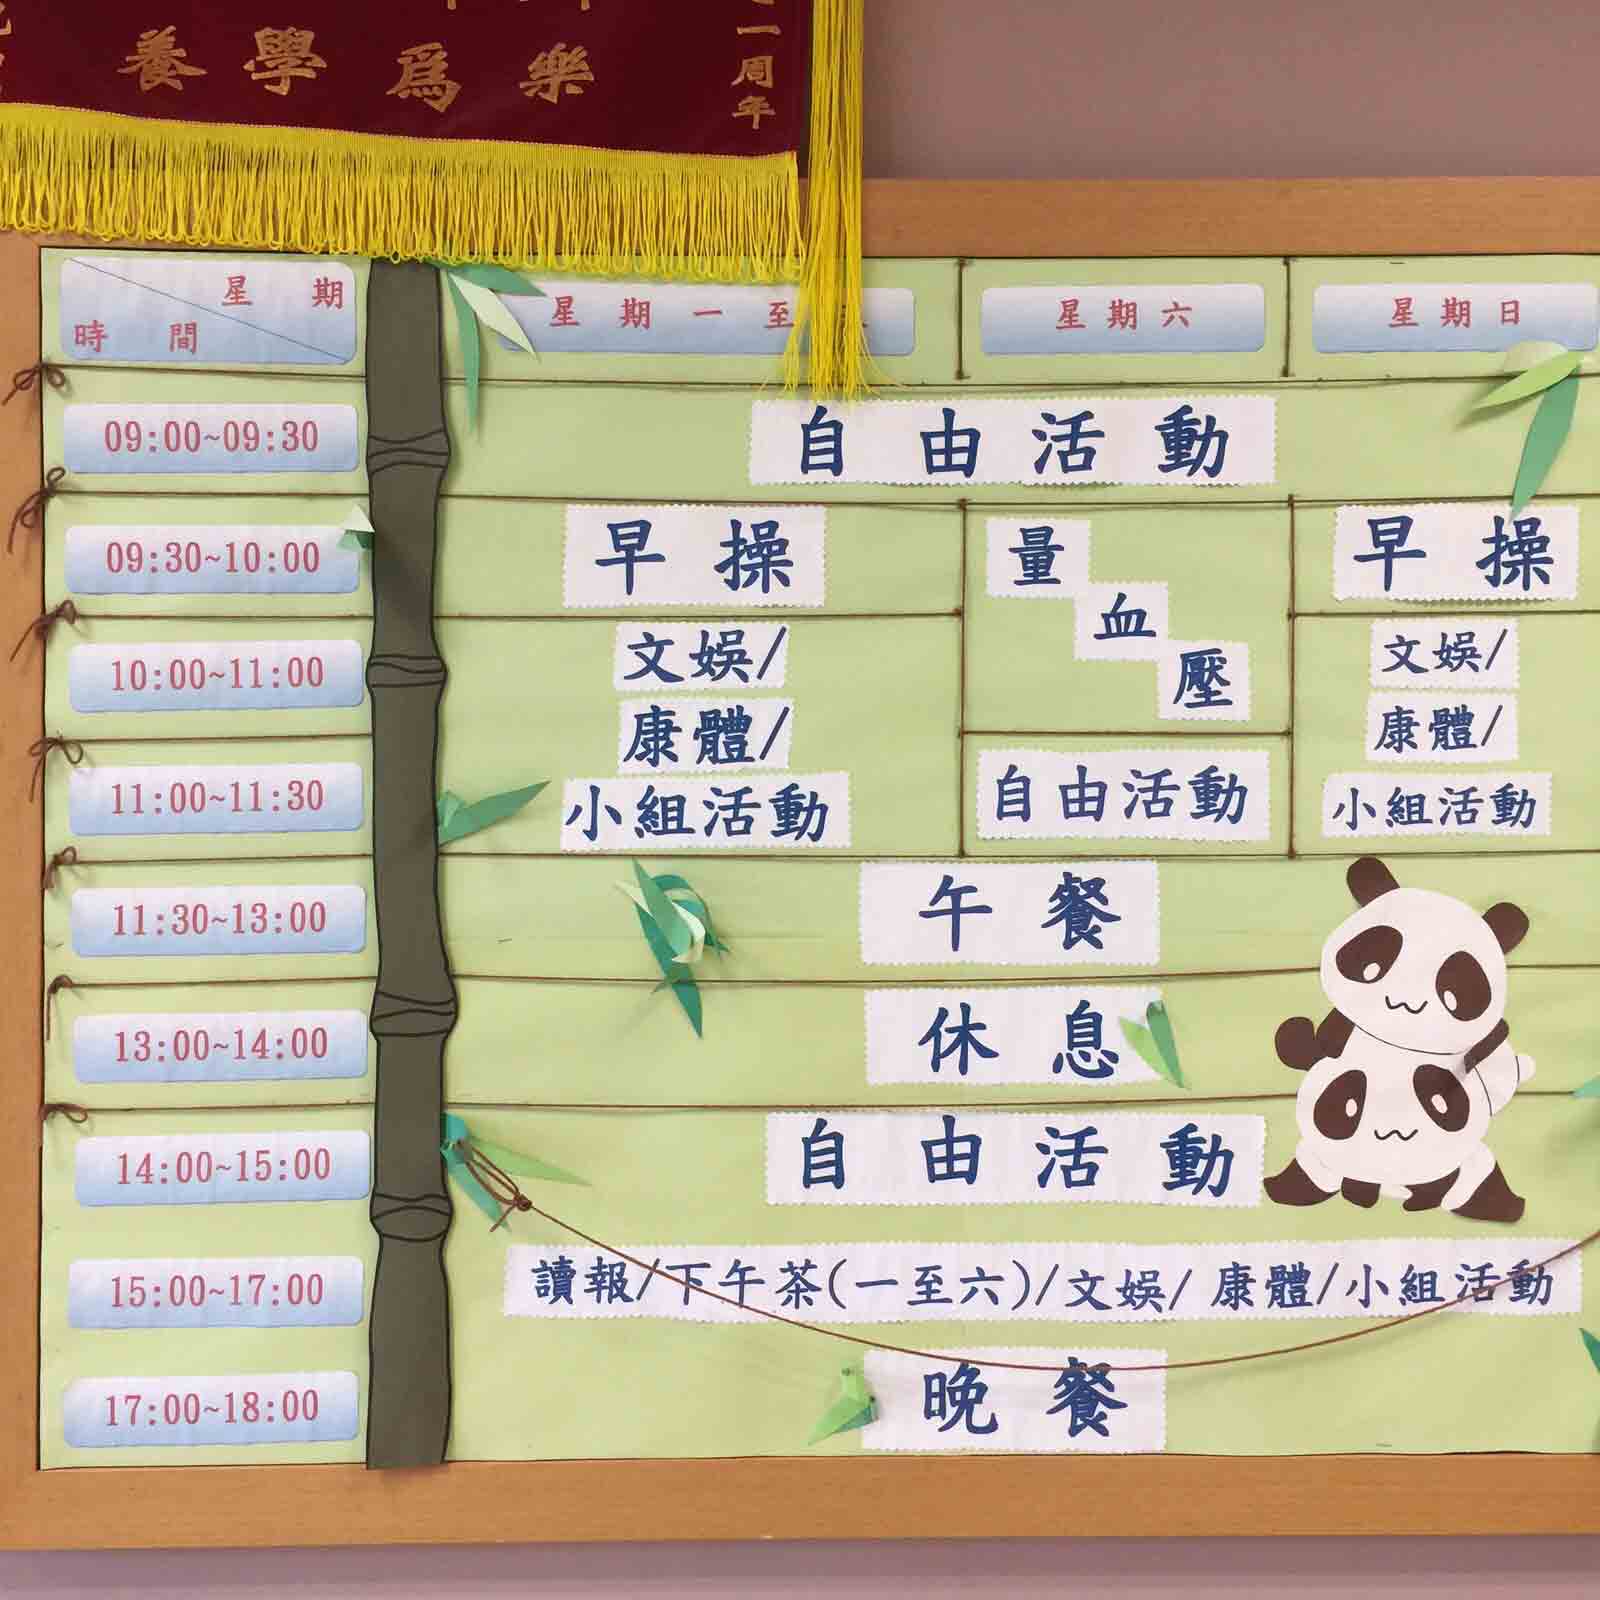 養學爲樂
一周年
星期
時間
星期一至
星期六
星期日
09:00~09:30
自由活動
09:30~10:00
早操
量血壓
早操
10:00~11:00
文娛/
康體/
小組活動
文娛/
康體/
小組活動
11:00~11:30
自由活動
11:30~13:00
午餐
13:00~14:00
休息
14:00~15:00
自由活動
15:00~17:00
讀報/下午茶(一至六)/文娛/康體/小組活動
17:00~18:00
晚餐